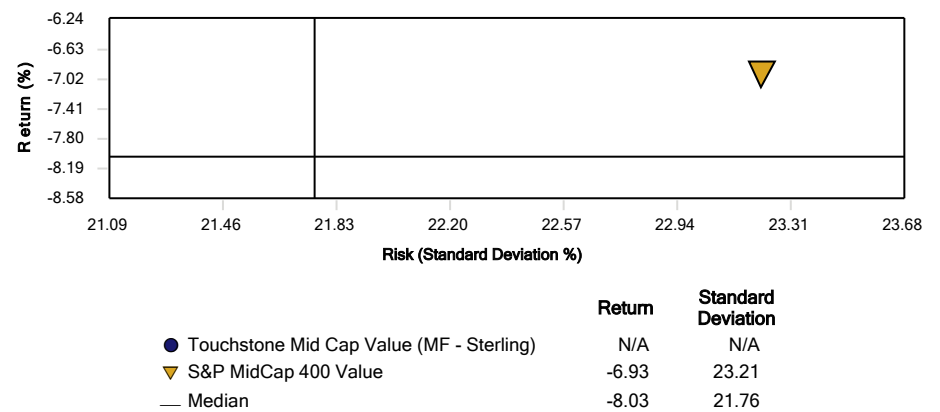 -6.24
-6.63
-7.02
-7.41
-7.80
-8.19
-8.58
Return (%)
21.09 21.46 21.83 22.20 22.57 22.94 23.31 23.68
Risk (Standard Deviation %)
Return Standard Deviation
Touchstone Mid Cap Value (MF - Sterling) N/A N/A
S&P MidCap 400 Value -6.93 23.21
Median -8.03 21.76